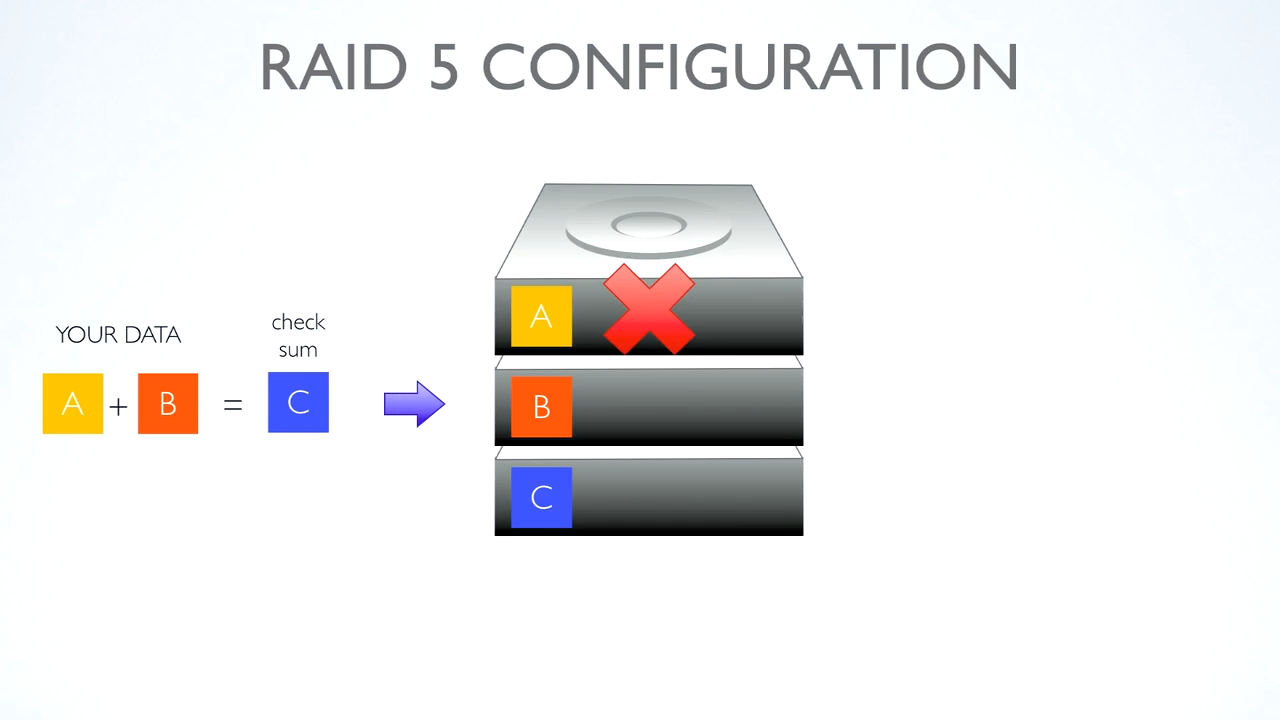 RAID 5 CONFIGURATION
YOUR DATA
check
sum
A + B = C
A
B
C